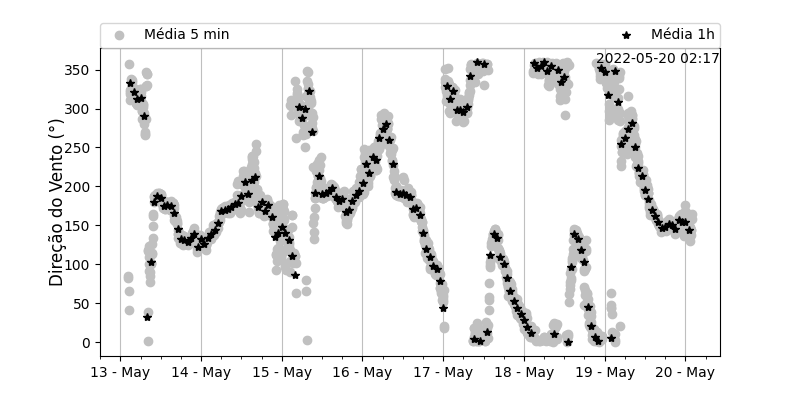 Média 5 min
Média 1h
2022-05-20 02:17
Direção do Vento (°)
350
300
250
200
150
100
50
0
13 - May
14 - May
15 - May
16 - May
17 - May
18 - May
19 - May
20 - May